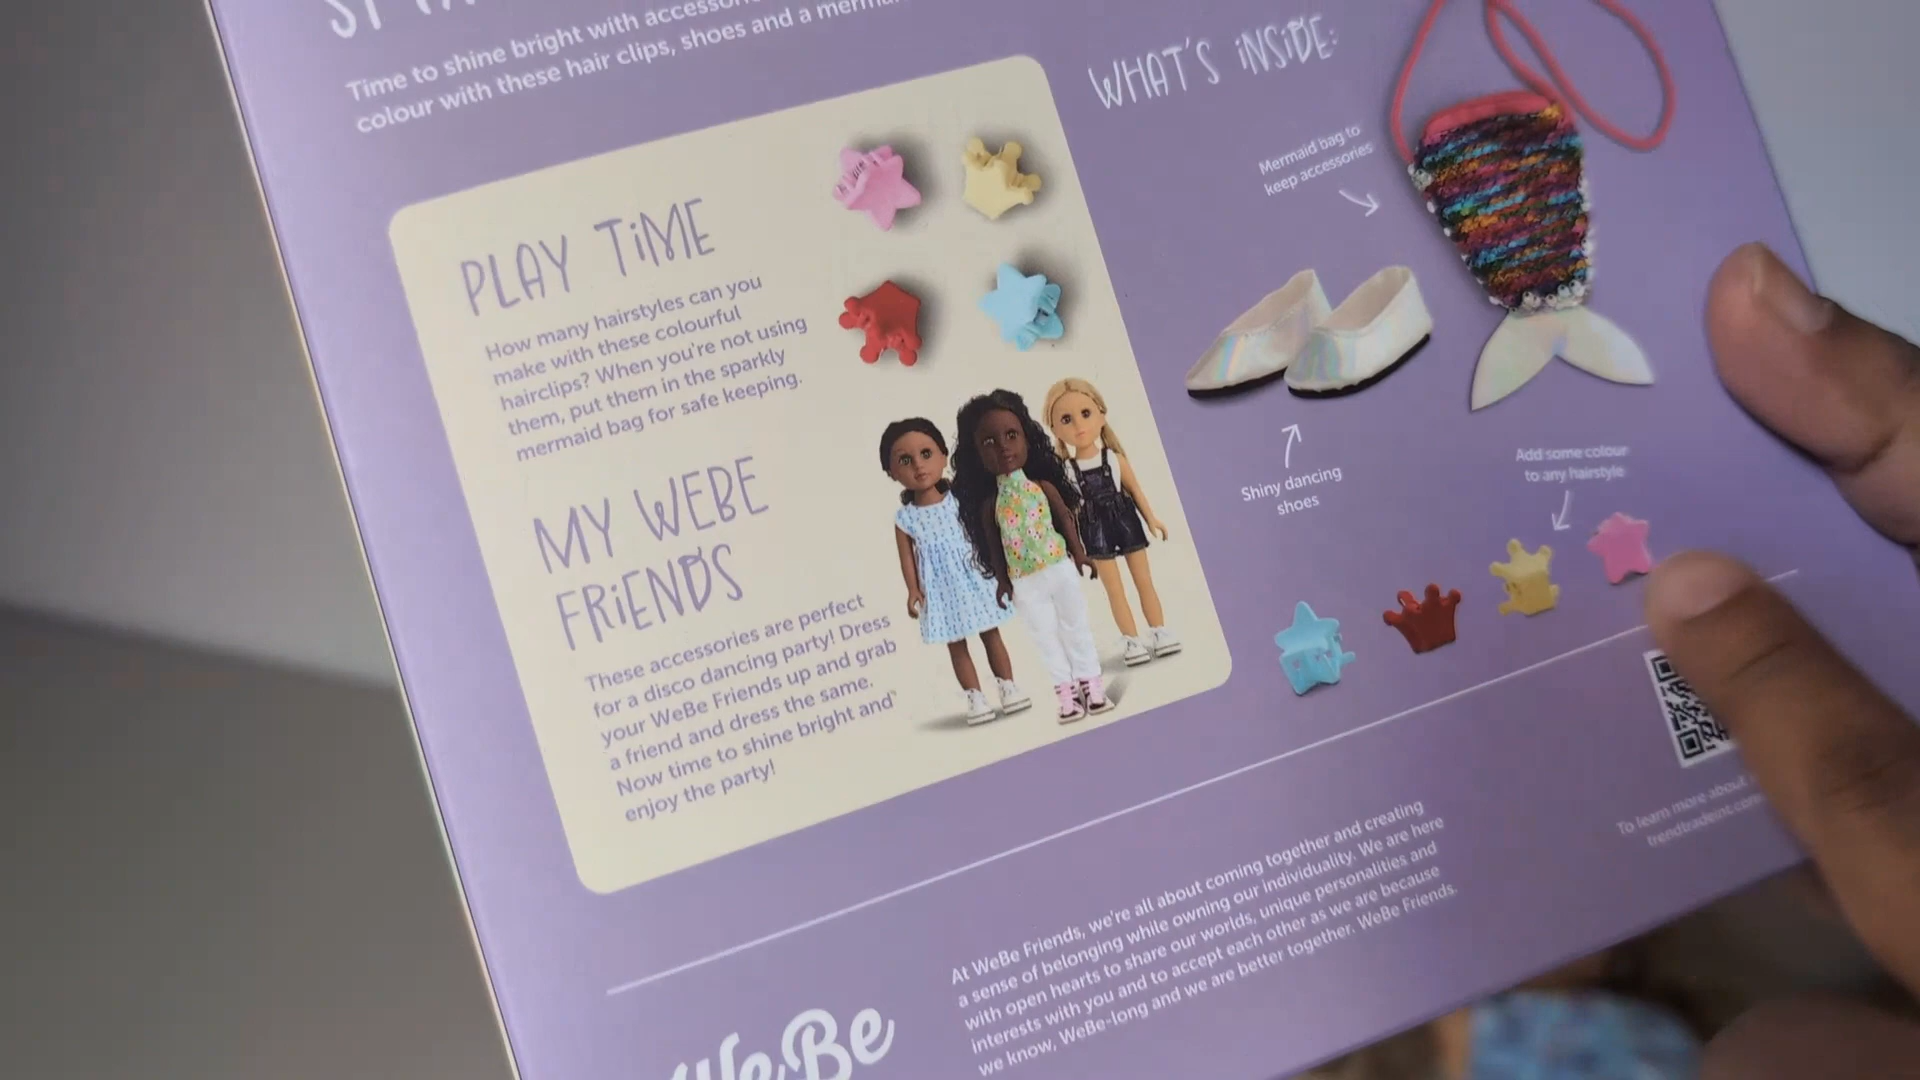 Time to shine bright with
colour with these hair clips, shoes and a
PLAY TiME
How many hairstyles can you
make with these colourful
hairclips? When you're not using
them, put them in the sparkly
mermaid bag for safe keeping.
MY WEBE
FRiENDS
These accessories are perfect
for a disco dancing party! Dress
your WeBe Friends up and grab
a friend and dress the same.
Now time to shine bright and
enjoy the party!
WHAT'S iNSiDE:
Mermaid bag to
keep accessories
Shiny dancing
shoes
Add some colour
to any hairstyle
To learn more about
WeBe
At WeBe Friends, we're all about coming together and creating
a sense of belonging while owning our individuality. We are here
with open hearts to share our worlds, unique personalities and
interests with you and to accept each other as we are because
we know, WeBe-long and we are better together. WeBe Friends.